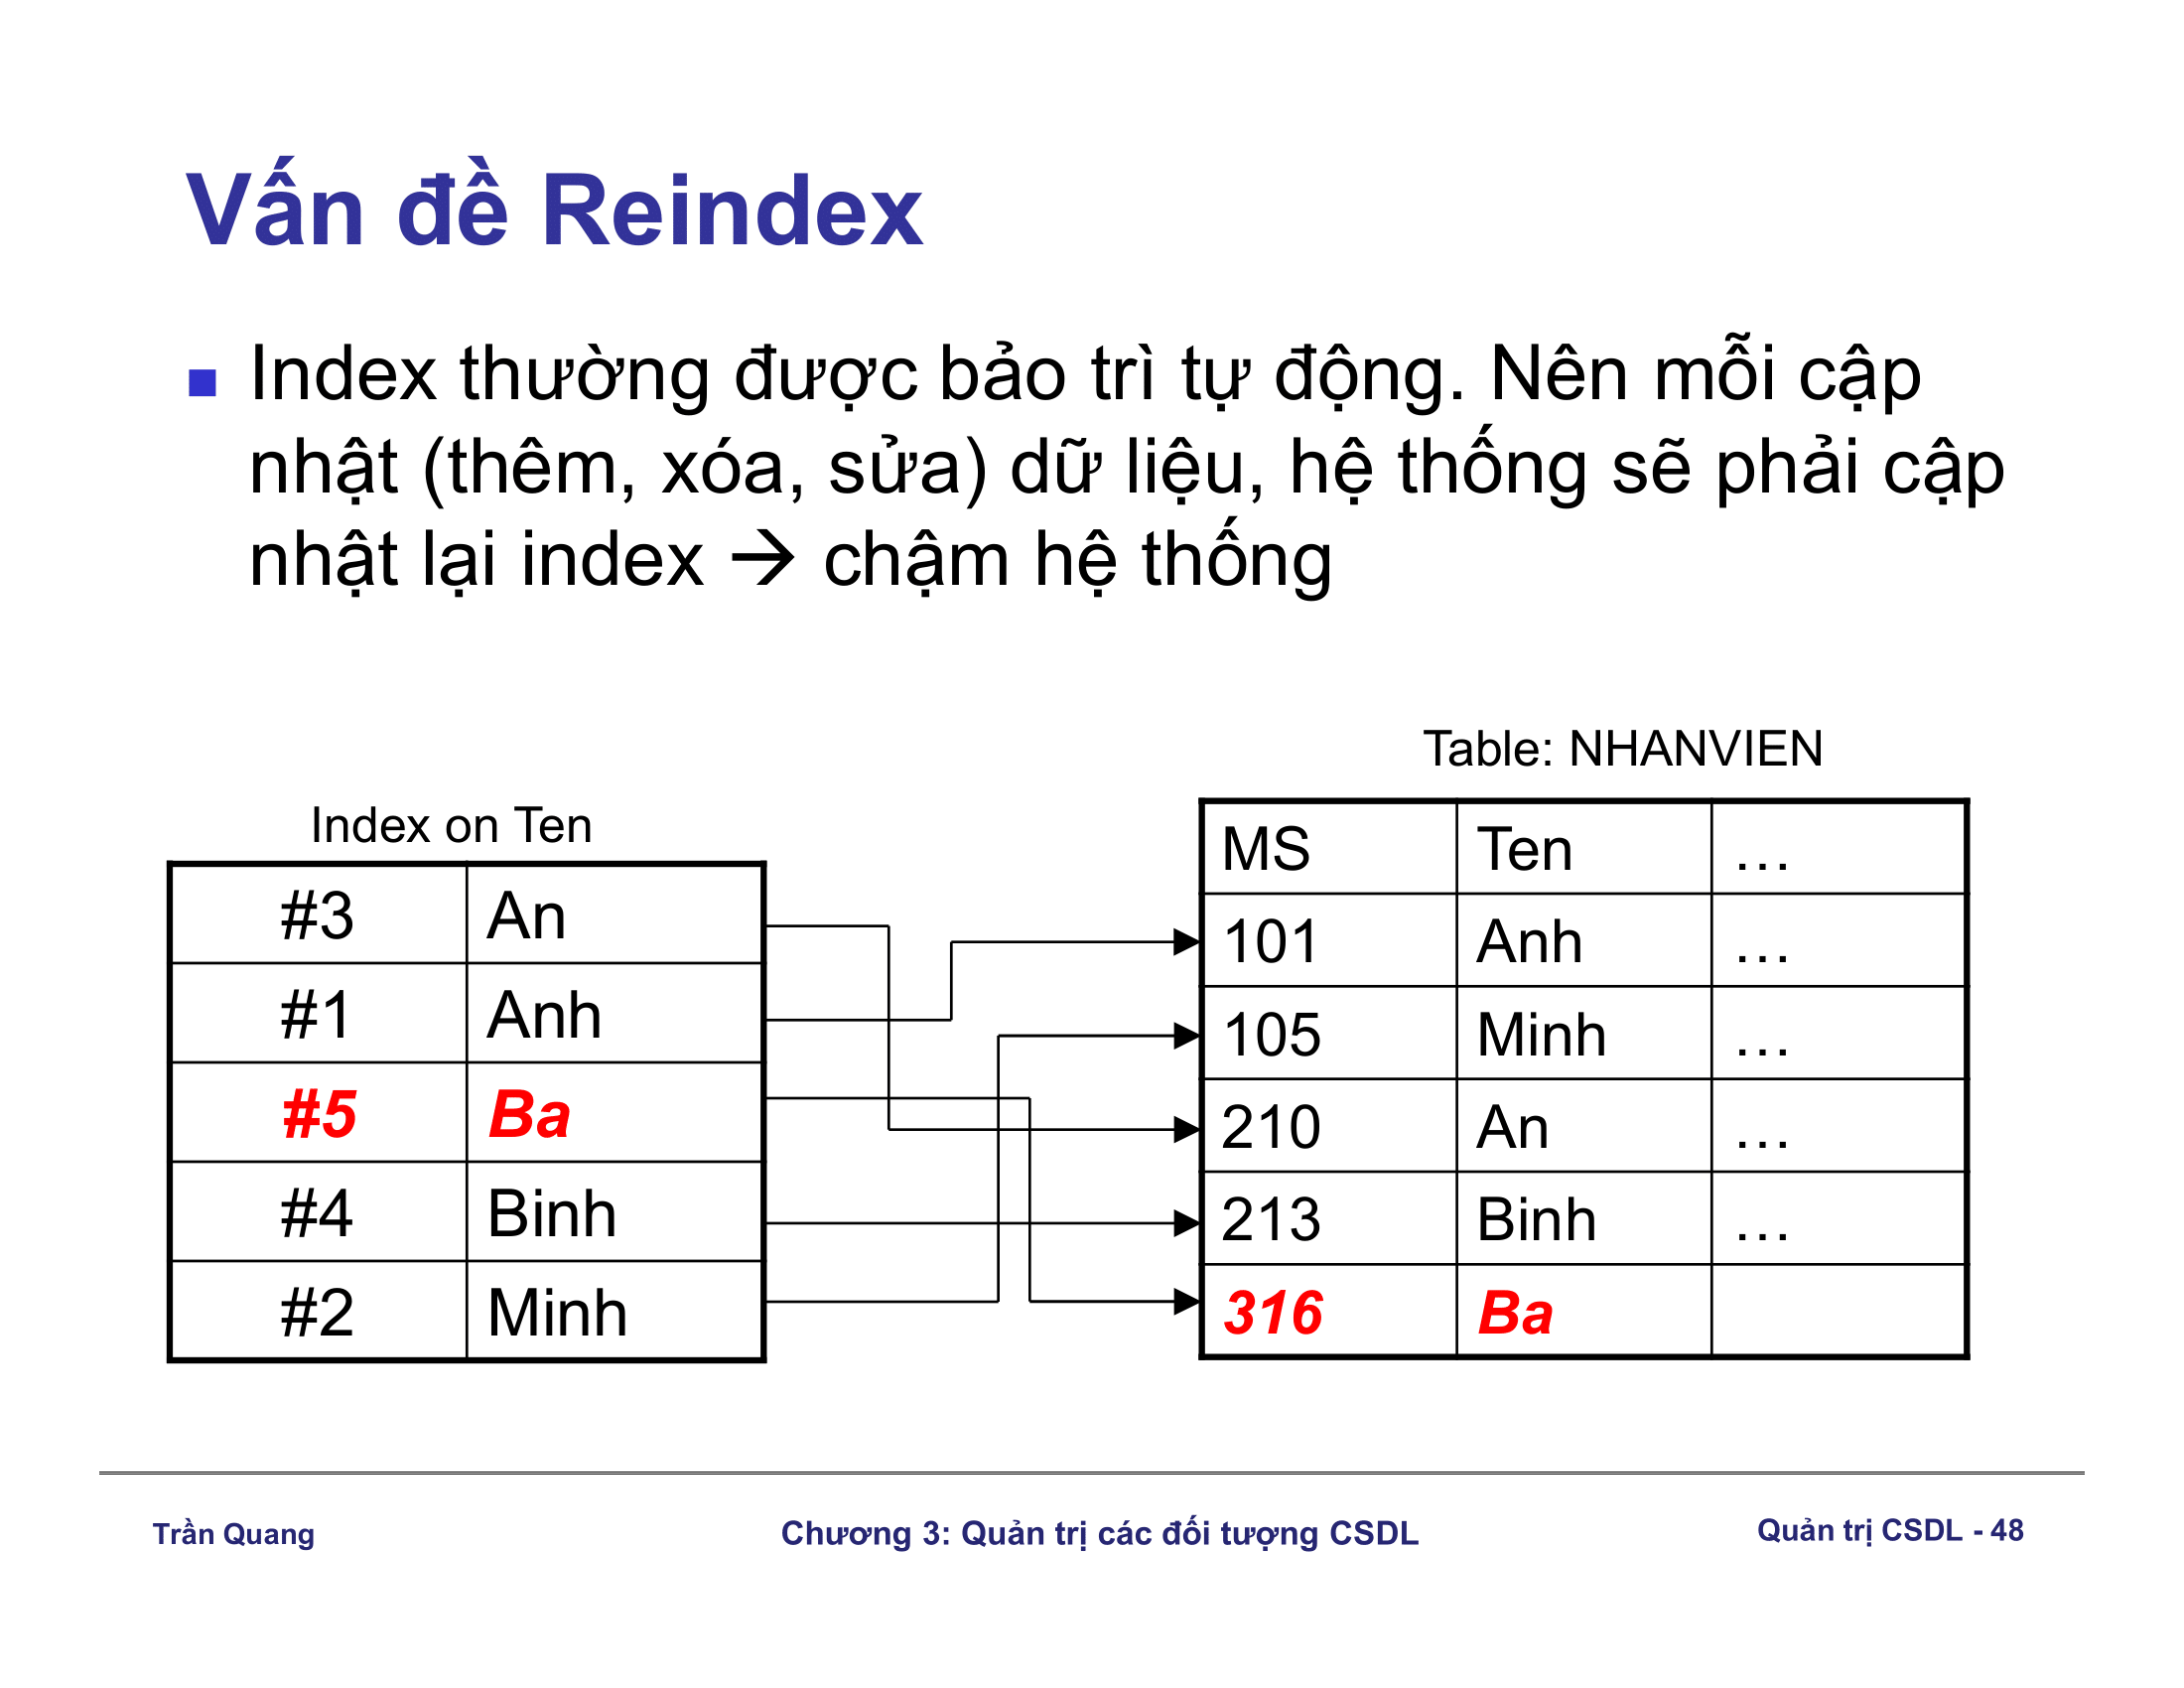 Vấn đề Reindex
Index thường được bảo trì tự động. Nên mỗi cập
nhật (thêm, xóa, sửa) dữ liệu, hệ thống sẽ phải cập
nhật lại index → chậm hệ thống
Index on Ten
#3 An
#1 Anh
#5 Ba
#4 Binh
#2 Minh
Table: NHANVIEN
MS Ten …
101 Anh …
105 Minh …
210 An …
213 Binh …
316 Ba
Trần Quang
Chương 3: Quản trị các đối tượng CSDL
Quản trị CSDL - 48